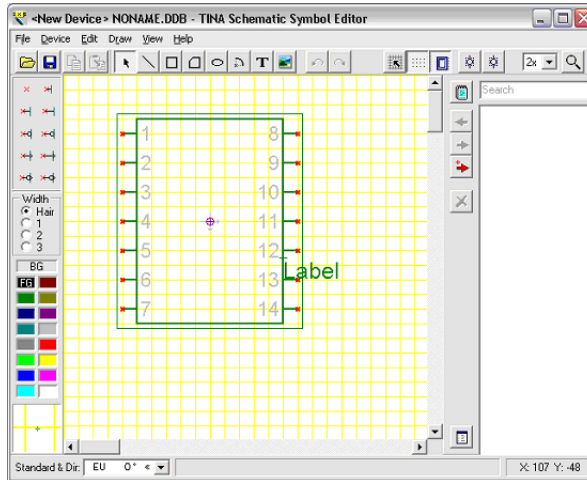 <New Device> NONAME.DDB - TINA Schematic Symbol Editor
File Device Edit Draw View Help
T 2x
Search
Width
Hair
1
2
3
BG
FG
1 8
2 9
3 10
4 11
5 12
6 13
7 14
Label
Standard & Dir: EU 0° <
X: 107 Y: -48